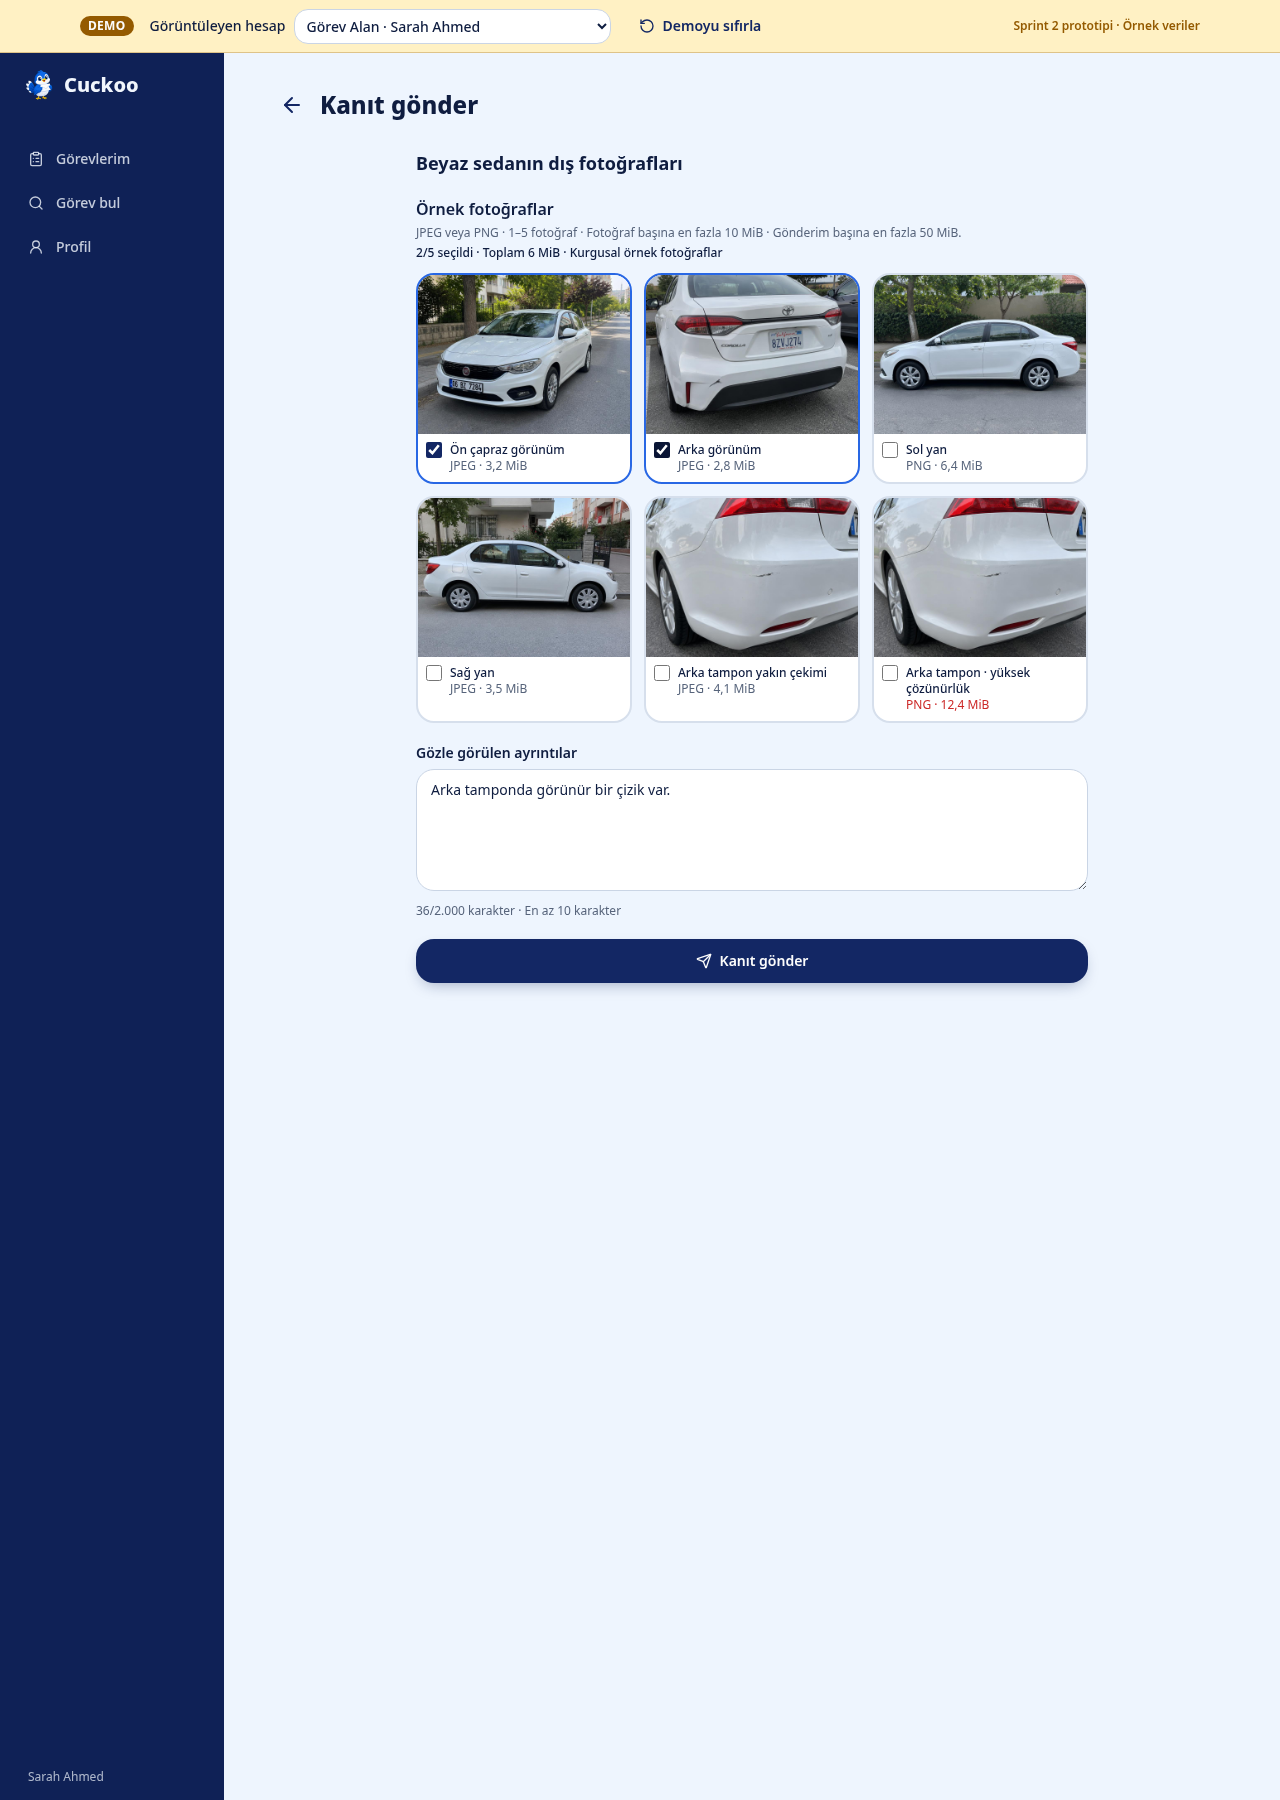 DEMO Görüntüleyen hesap Görev Alan · Sarah Ahmed Demoyu sıfırla Sprint 2 prototipi · Örnek veriler
Cuckoo
Görevlerim
Görev bul
Profil
Kanıt gönder
Beyaz sedanın dış fotoğrafları
Örnek fotoğraflar
JPEG veya PNG · 1–5 fotoğraf · Fotoğraf başına en fazla 10 MiB · Gönderim başına en fazla 50 MiB.
2/5 seçildi · Toplam 6 MiB · Kurgusal örnek fotoğraflar
8ZVJ274
Ön çapraz görünüm
JPEG · 3,2 MiB
Arka görünüm
JPEG · 2,8 MiB
Sol yan
PNG · 6,4 MiB
Sağ yan
JPEG · 3,5 MiB
Arka tampon yakın çekimi
JPEG · 4,1 MiB
Arka tampon · yüksek
çözünürlük
PNG · 12,4 MiB
Gözle görülen ayrıntılar
Arka tamponda görünür bir çizik var.
36/2.000 karakter · En az 10 karakter
Kanıt gönder
Sarah Ahmed